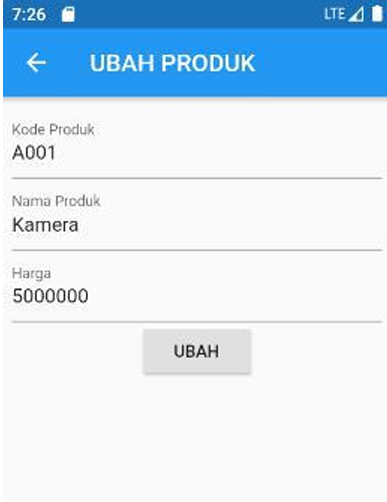 7:26 LTE
UBAH PRODUK
Kode Produk
A001
Nama Produk
Kamera
Harga
5000000
UBAH